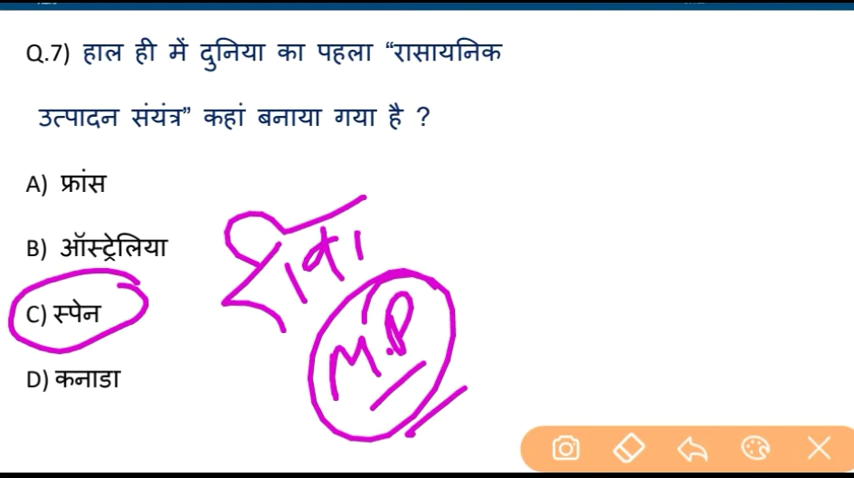 Q.7) हाल ही में दुनिया का पहला “रासायनिक
उत्पादन संयंत्र” कहां बनाया गया है ?
A) फ्रांस
B) ऑस्ट्रेलिया
C) स्पेन
D) कनाडा
रीवा
M.P